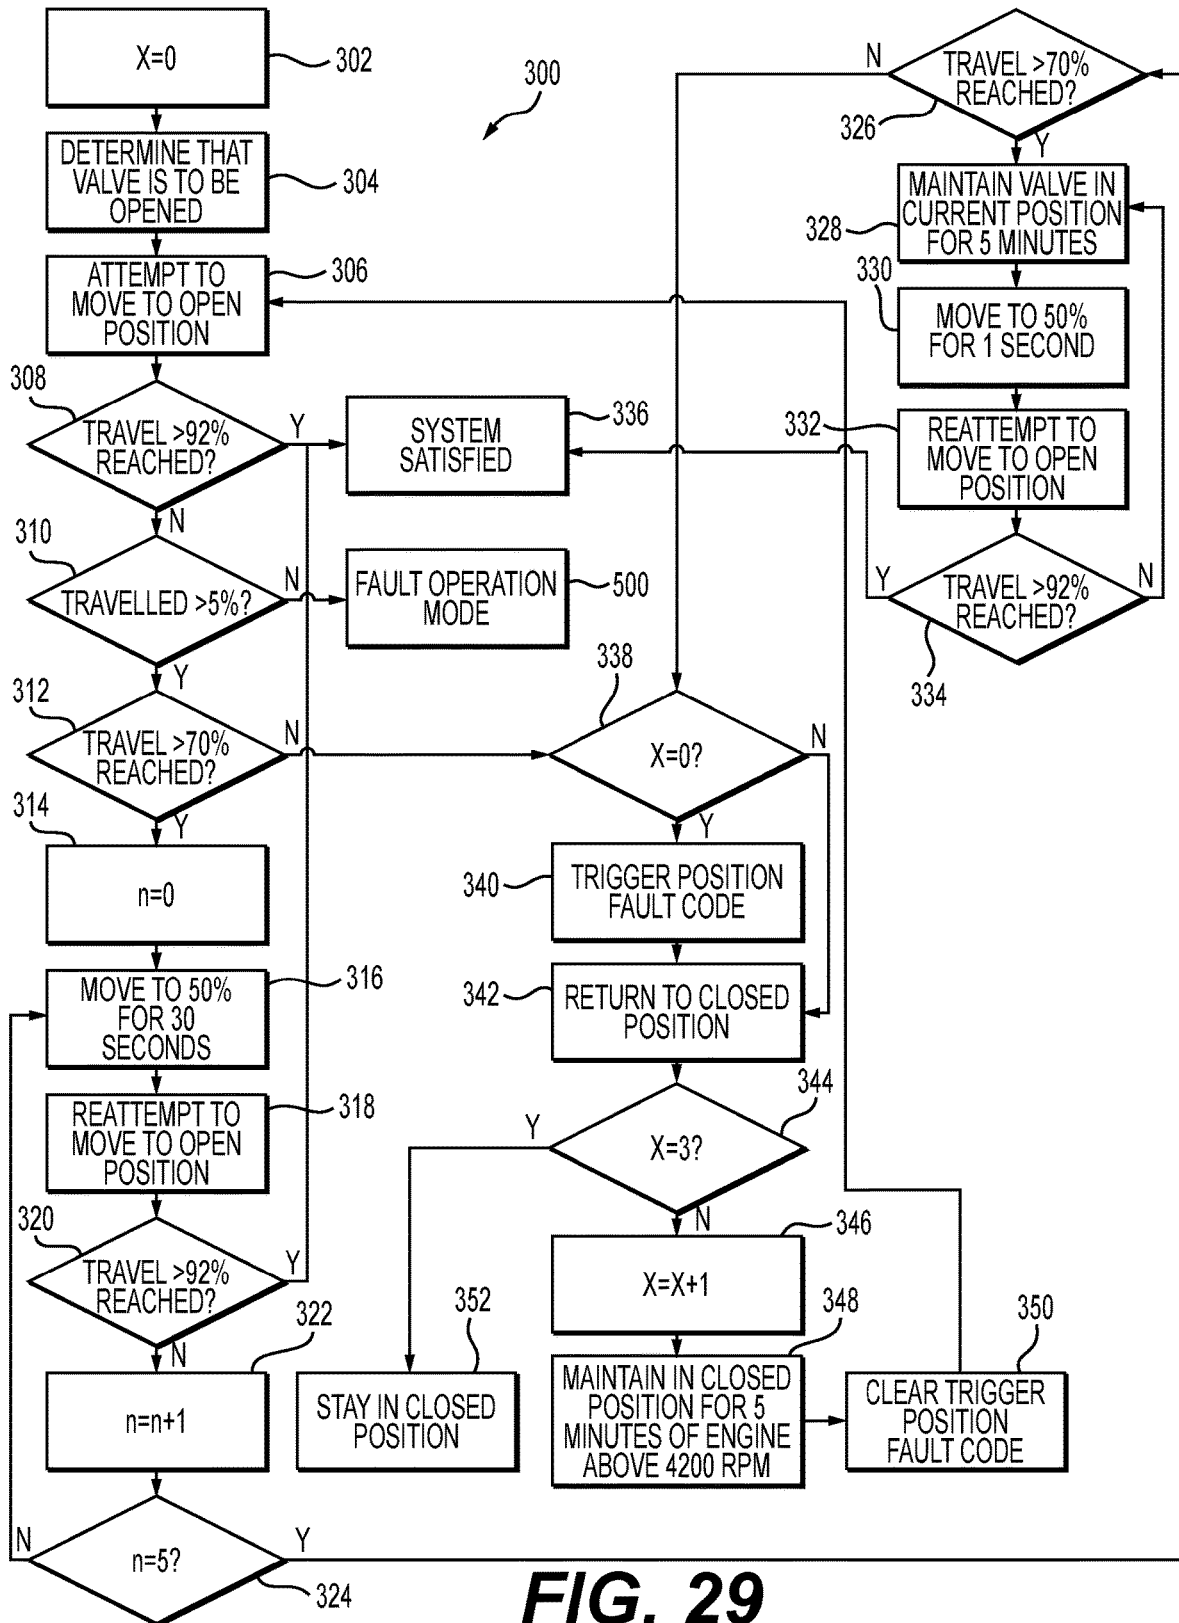 X=0
302
300
DETERMINE THAT
VALVE IS TO BE
OPENED
304
ATTEMPT TO
MOVE TO OPEN
POSITION
306
308
TRAVEL >92%
REACHED?
Y
N
SYSTEM
SATISFIED
336
310
TRAVELLED >5%?
N
Y
FAULT OPERATION
MODE
500
312
TRAVEL >70%
REACHED?
N
Y
314
n=0
MOVE TO 50%
FOR 30
SECONDS
316
REATTEMPT TO
MOVE TO OPEN
POSITION
318
320
TRAVEL >92%
REACHED?
Y
N
322
n=n+1
n=5?
N
Y
324
TRAVEL >70%
REACHED?
N
326
Y
MAINTAIN VALVE IN
CURRENT POSITION
FOR 5 MINUTES
328
330
MOVE TO 50%
FOR 1 SECOND
332
REATTEMPT TO
MOVE TO OPEN
POSITION
Y
TRAVEL >92%
REACHED?
N
334
338
X=0?
N
Y
340
TRIGGER POSITION
FAULT CODE
342
RETURN TO CLOSED
POSITION
344
Y
X=3?
N
346
X=X+1
348
MAINTAIN IN CLOSED
POSITION FOR 5
MINUTES OF ENGINE
ABOVE 4200 RPM
350
CLEAR TRIGGER
POSITION
FAULT CODE
352
STAY IN CLOSED
POSITION
FIG. 29